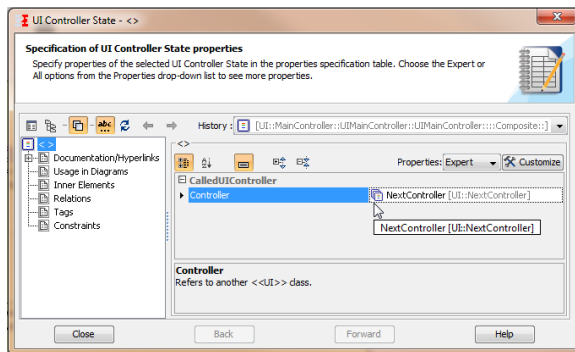 UI Controller State - <>
Specification of UI Controller State properties
Specify properties of the selected UI Controller State in the properties specification table. Choose the Expert or
All options from the Properties drop-down list to see more properties.
History : [UI::MainController::UIMainController::UIMainController::::Composite::]
< >
Documentation/Hyperlinks
Usage in Diagrams
Inner Elements
Relations
Tags
Constraints
<>
Properties: Expert Customize
CalledUIController
Controller NextController [UI::NextController]
NextController [UI::NextController]
Controller
Refers to another <<UI>> class.
Close Back Forward Help